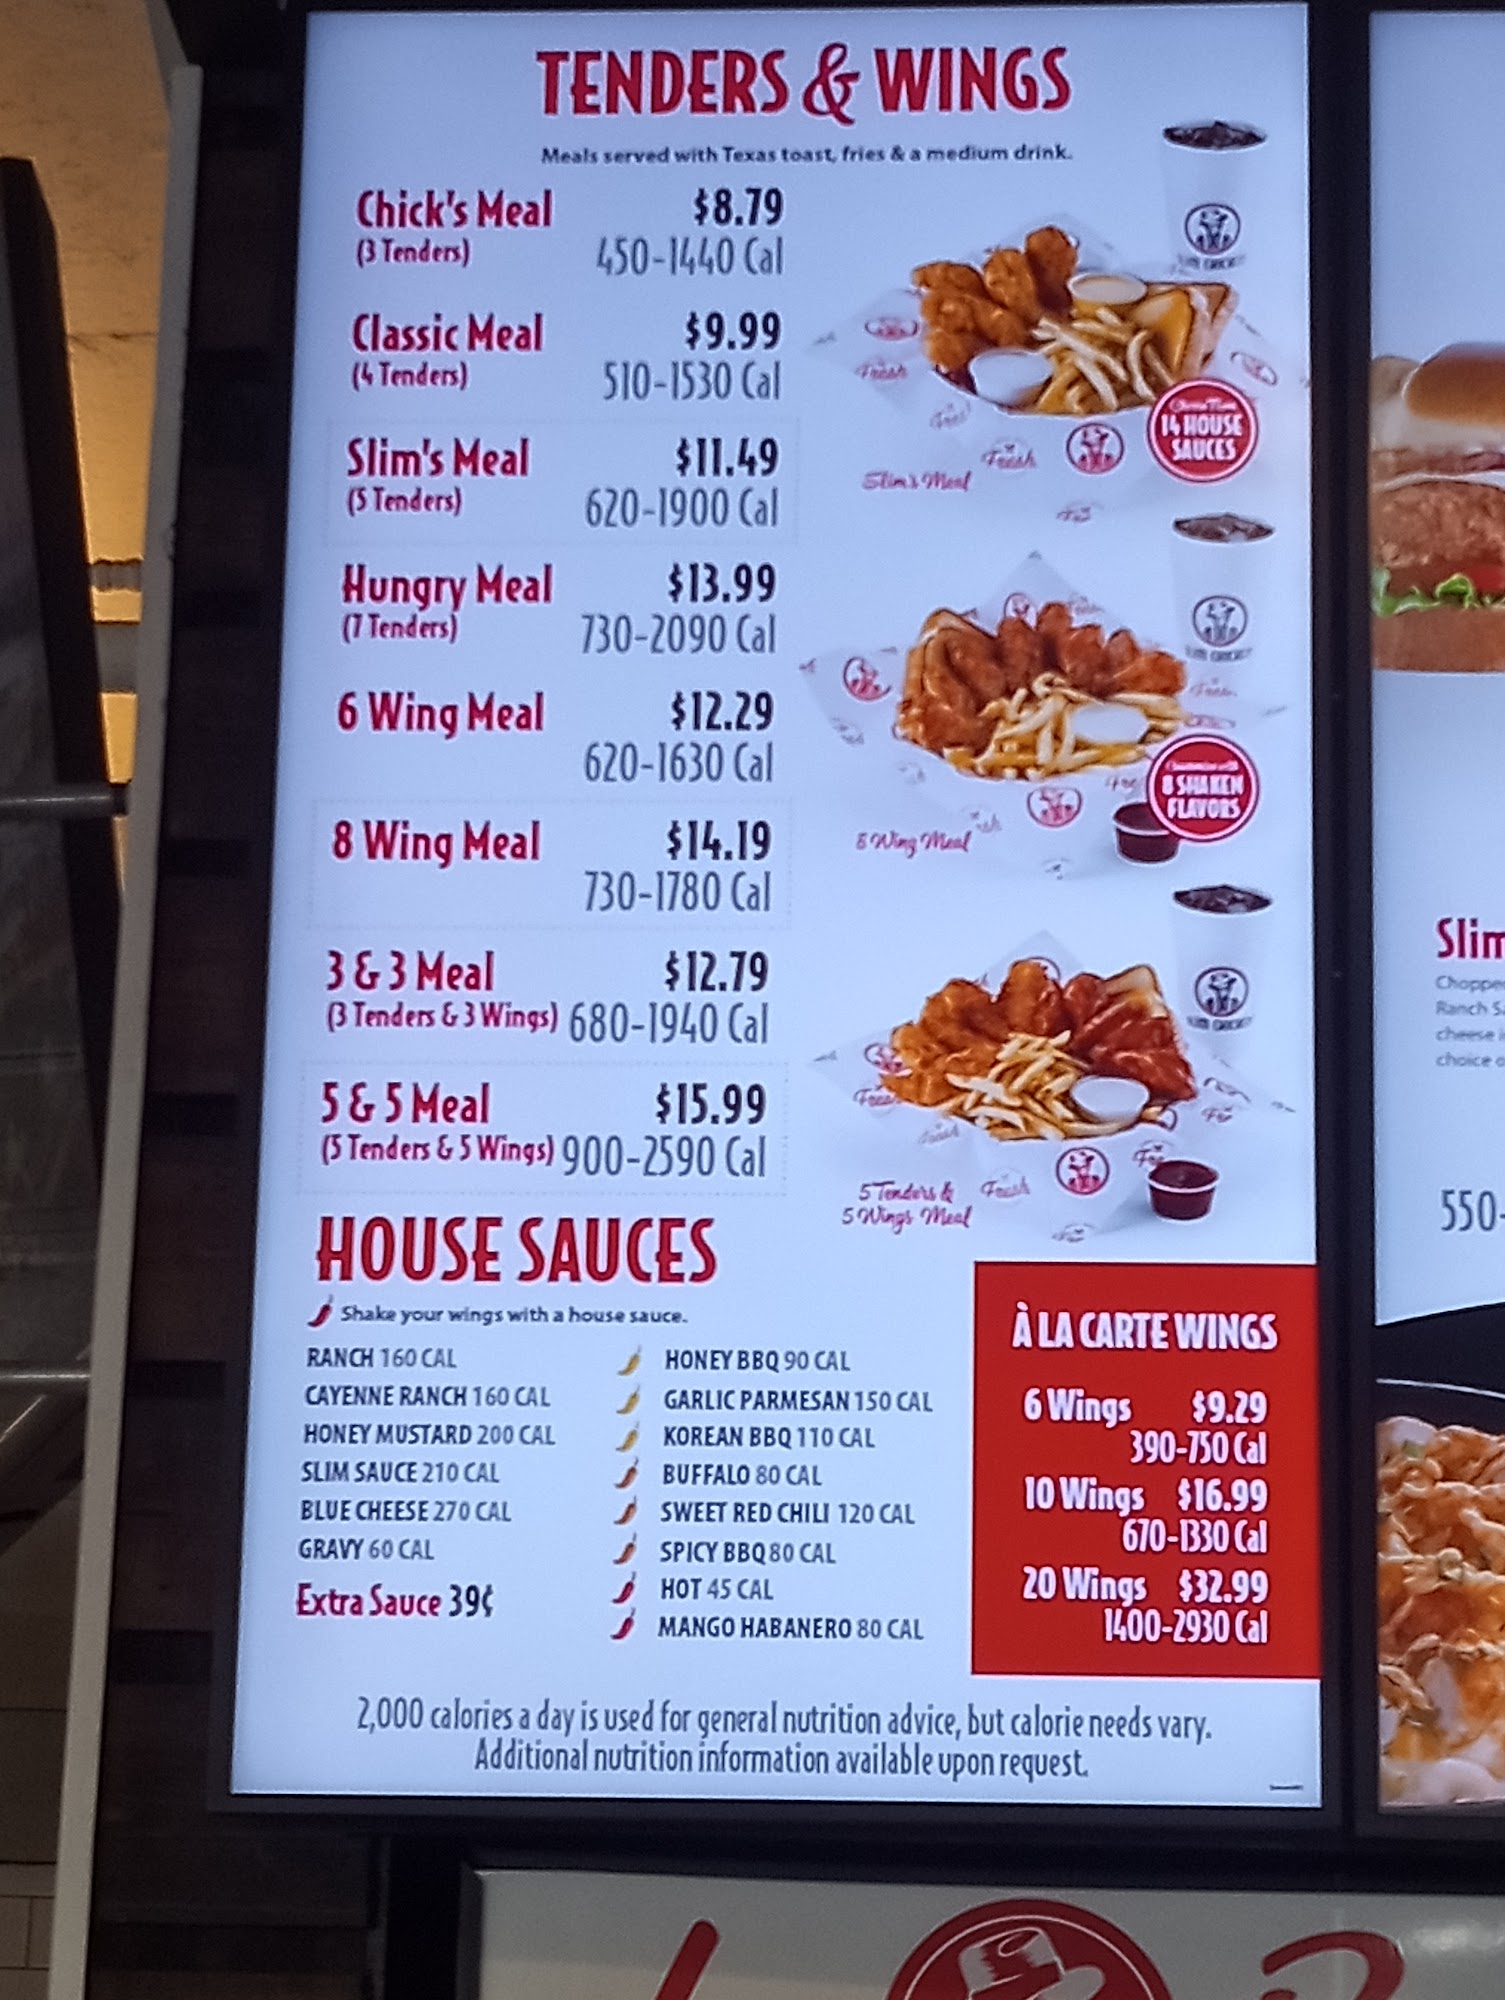 TENDERS & WINGS
Meals served with Texas toast, fries & a medium drink.
Chick's Meal $8.79
(3 Tenders) 450-1440 Cal
Classic Meal $9.99
(4 Tenders) 510-1530 Cal
Slim's Meal $11.49
(5 Tenders) 620-1900 Cal
Hungry Meal $13.99
(7 Tenders) 730-2090 Cal
6 Wing Meal $12.29
620-1630 Cal
8 Wing Meal $14.19
730-1780 Cal
3 & 3 Meal $12.79
(3 Tenders & 3 Wings) 680-1940 Cal
5 & 5 Meal $15.99
(5 Tenders & 5 Wings) 900-2590 Cal
14 HOUSE
SAUCES
Fresh
Slim's Meal
8 SHAKEN
FLAVORS
8 Wing Meal
5 Tenders &
5 Wings Meal
Fresh
HOUSE SAUCES
Shake your wings with a house sauce.
RANCH 160 CAL
CAYENNE RANCH 160 CAL
HONEY MUSTARD 200 CAL
SLIM SAUCE 210 CAL
BLUE CHEESE 270 CAL
GRAVY 60 CAL
Extra Sauce 39¢
HONEY BBQ 90 CAL
GARLIC PARMESAN 150 CAL
KOREAN BBQ 110 CAL
BUFFALO 80 CAL
SWEET RED CHILI 120 CAL
SPICY BBQ 80 CAL
HOT 45 CAL
MANGO HABANERO 80 CAL
À LA CARTE WINGS
6 Wings $9.29
390-750 Cal
10 Wings $16.99
670-1330 Cal
20 Wings $32.99
1400-2930 Cal
2,000 calories a day is used for general nutrition advice, but calorie needs vary.
Additional nutrition information available upon request.
Slim
Choppe
Ranch S
cheese
choice
550-